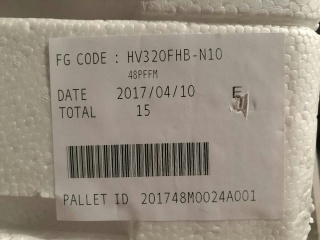 FG CODE : HV320FHB-N10
48PFFM
DATE 2017/04/10 E
TOTAL 15
PALLET ID 201748M0024A001